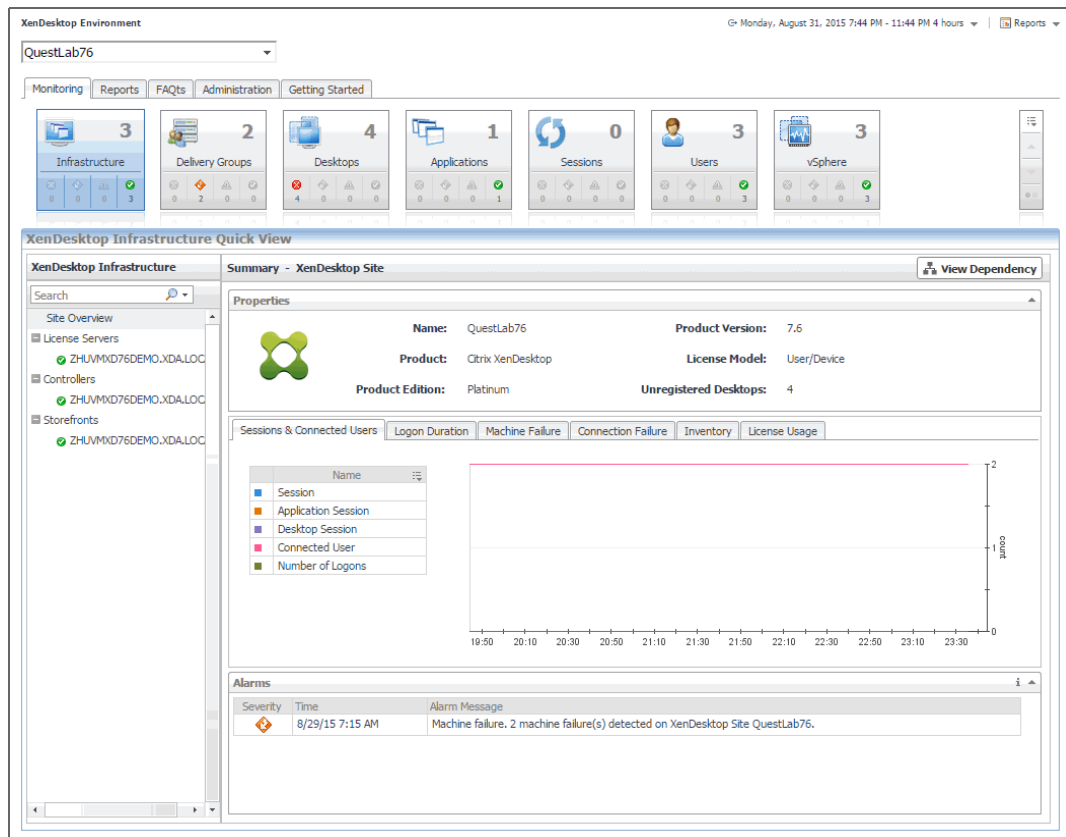 XenDesktop Environment
Monday, August 31, 2015 7:44 PM - 11:44 PM 4 hours
Reports
QuestLab76
Monitoring Reports FAQts Administration Getting Started
3 2 4 1 0 3 3
Infrastructure Delivery Groups Desktops Applications Sessions Users vSphere
0 0 0 3 0 2 0 0 4 0 0 0 0 0 0 1 0 0 0 0 0 0 0 3 0 0 0 3
XenDesktop Infrastructure Quick View
XenDesktop Infrastructure
Search
Site Overview
License Servers
ZHUVMXD76DEMO.XDA.LOC
Controllers
ZHUVMXD76DEMO.XDA.LOC
Storefronts
ZHUVMXD76DEMO.XDA.LOC
Summary - XenDesktop Site
View Dependency
Properties
Name: QuestLab76 Product Version: 7.6
Product: Citrix XenDesktop License Model: User/Device
Product Edition: Platinum Unregistered Desktops: 4
Sessions & Connected Users Logon Duration Machine Failure Connection Failure Inventory License Usage
Name
Session
Application Session
Desktop Session
Connected User
Number of Logons
2
1
0
count
19:50 20:10 20:30 20:50 21:10 21:30 21:50 22:10 22:30 22:50 23:10 23:30
Alarms
i
Severity Time Alarm Message
8/29/15 7:15 AM Machine failure. 2 machine failure(s) detected on XenDesktop Site QuestLab76.